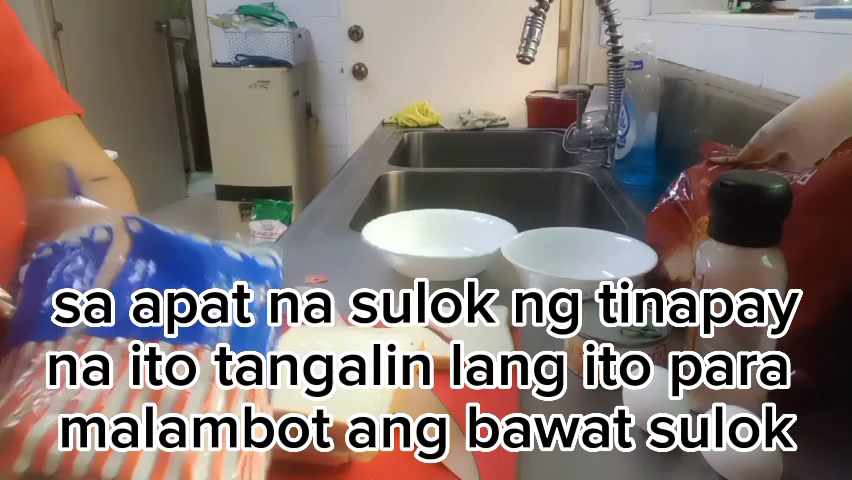 sa apat na sulok ng tinapay
na ito tangalin lang ito para
malambot ang bawat sulok